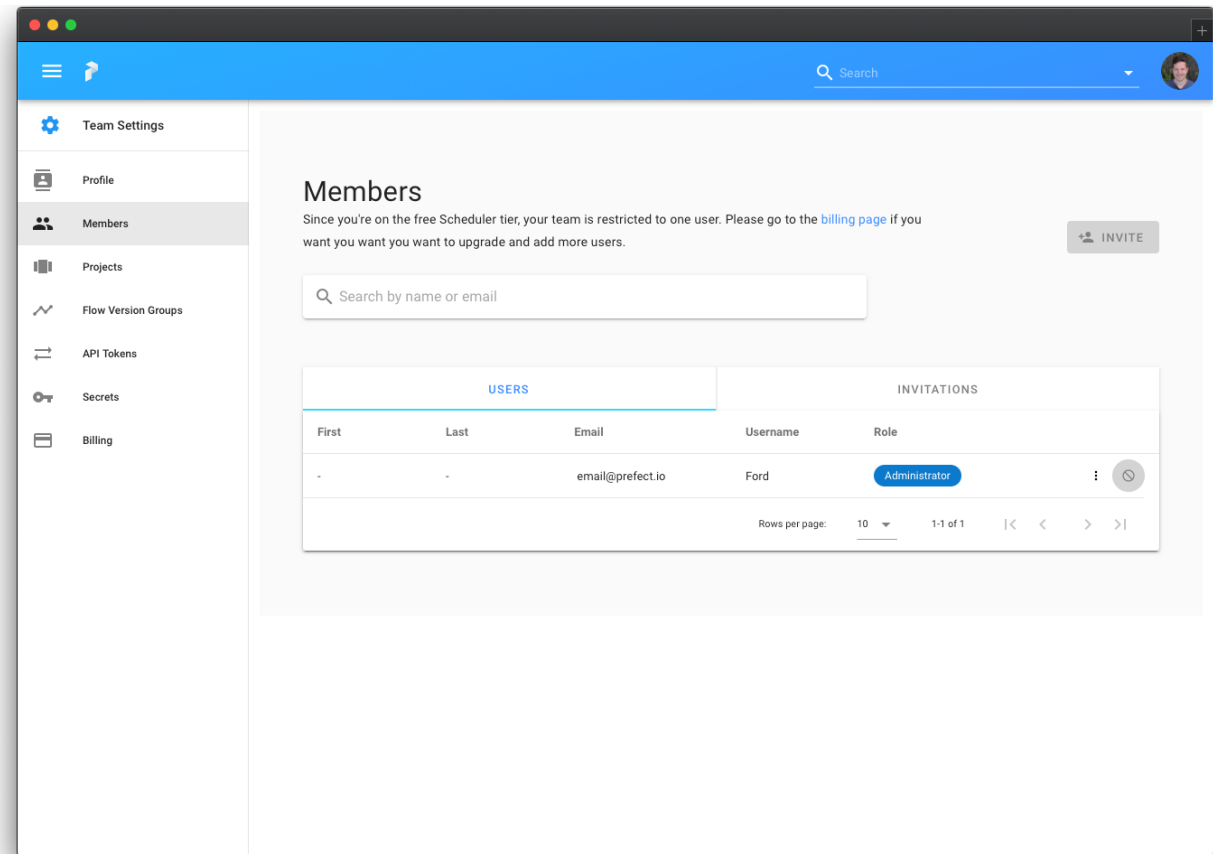 Search
Team Settings
Profile
Members
Projects
Flow Version Groups
API Tokens
Secrets
Billing
Members
Since you're on the free Scheduler tier, your team is restricted to one user. Please go to the billing page if you
want you want you want to upgrade and add more users.
INVITE
Search by name or email
USERS INVITATIONS
First Last Email Username Role
- - email@prefect.io Ford Administrator
Rows per page: 10 1-1 of 1